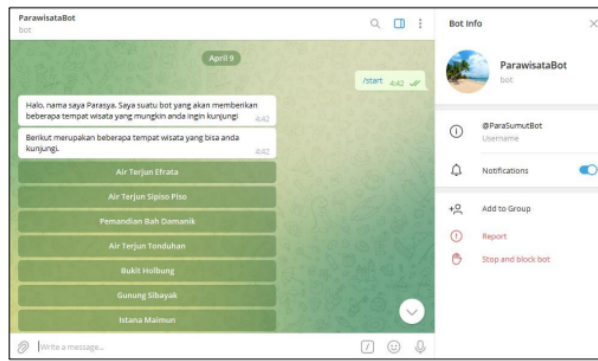 ParawisataBot
bot
April 9
/start 4:42
Halo, nama saya Parasya. Saya suatu bot yang akan memberikan
beberapa tempat wisata yang mungkin anda ingin kunjungi 4:42
Berikut merupakan beberapa tempat wisata yang bisa anda
kunjungi. 4:42
Air Terjun Efrata
Air Terjun Sipiso Piso
Pemandian Bah Damanik
Air Terjun Tonduhan
Bukit Holbung
Gunung Sibayak
Istana Maimun
Write a message...
Bot Info
ParawisataBot
bot
@ParaSumutBot
Username
Notifications
Add to Group
Report
Stop and block bot